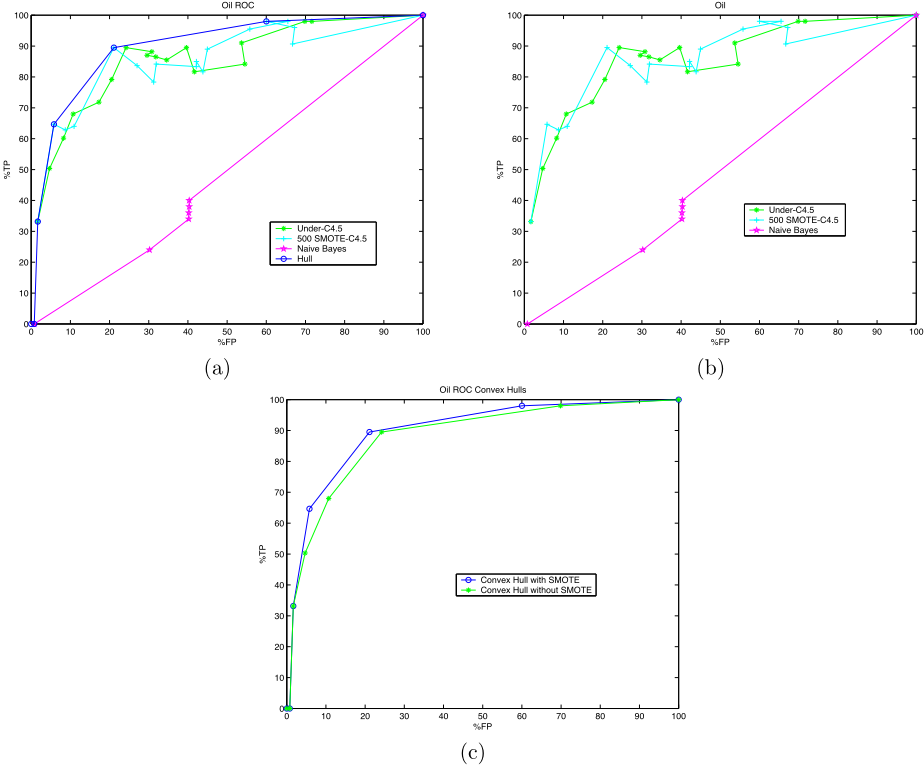 Oil ROC
100
90
80
70
60
50
40
30
20
10
0
%TP
0 10 20 30 40 50 60 70 80 90 100
%FP
Under-C4.5
500 SMOTE-C4.5
Naive Bayes
Hull
(a)
Oil
100
90
80
70
60
50
40
30
20
10
0
%TP
0 10 20 30 40 50 60 70 80 90 100
%FP
Under-C4.5
500 SMOTE-C4.5
Naive Bayes
(b)
Oil ROC Convex Hulls
100
90
80
70
60
50
40
30
20
10
0
%TP
0 10 20 30 40 50 60 70 80 90 100
%FP
Convex Hull with SMOTE
Convex Hull without SMOTE
(c)